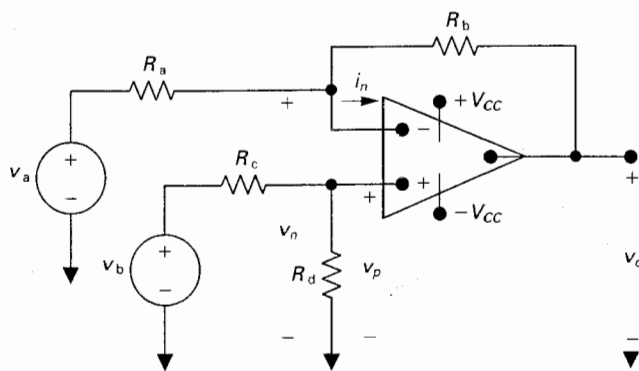 R_b
R_a
i_n
+V_CC
+
−
v_a
+
−
R_c
+
+
−V_CC
+
v_b
+
−
v_n
R_d
v_p
v_o
−
−
−